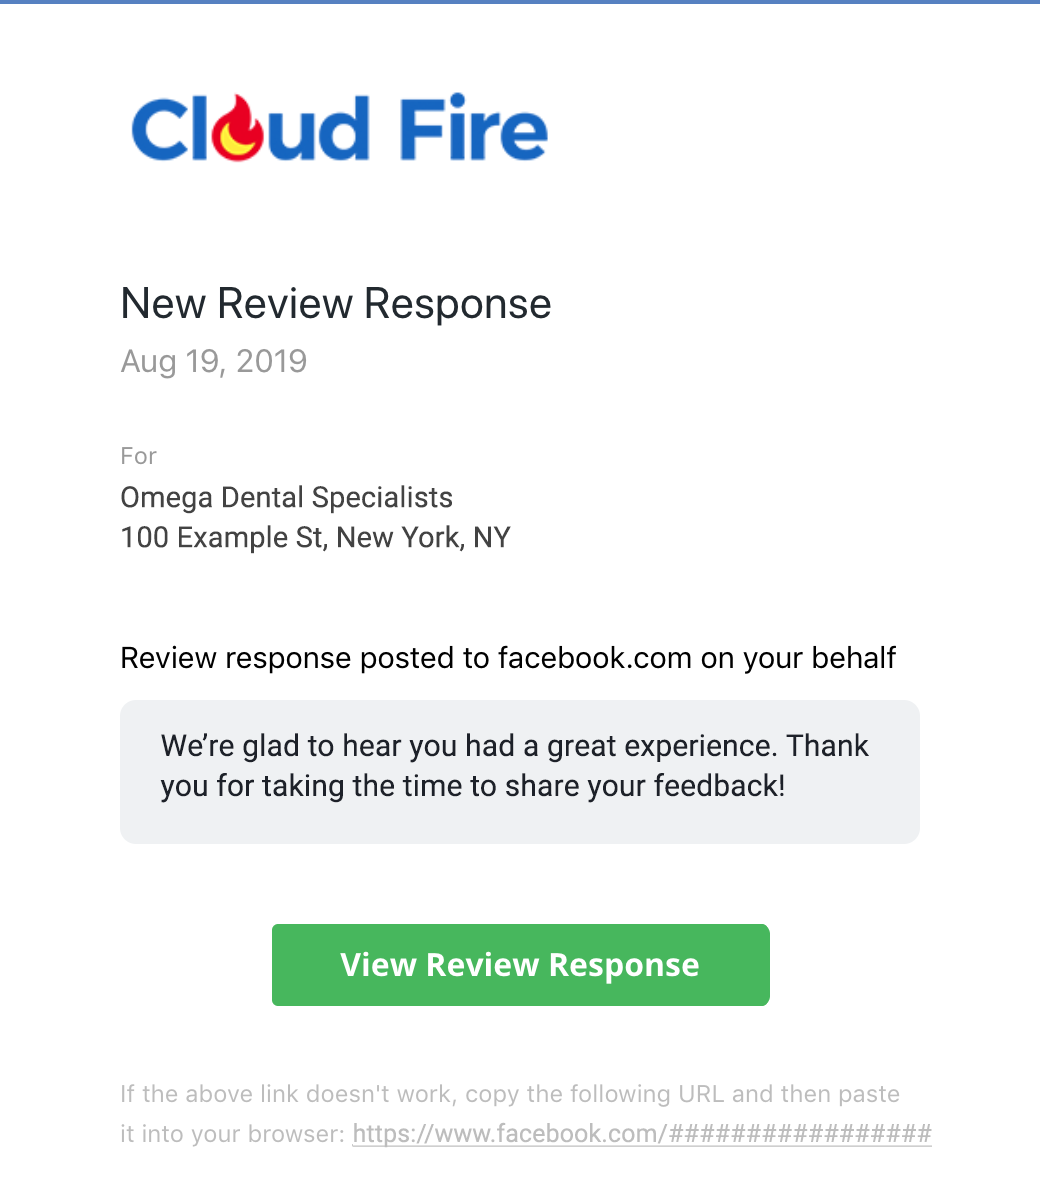 Cloud Fire
New Review Response
Aug 19, 2019
For
Omega Dental Specialists
100 Example St, New York, NY
Review response posted to facebook.com on your behalf
We’re glad to hear you had a great experience. Thank
you for taking the time to share your feedback!
View Review Response
If the above link doesn't work, copy the following URL and then paste
it into your browser: https://www.facebook.com/#################